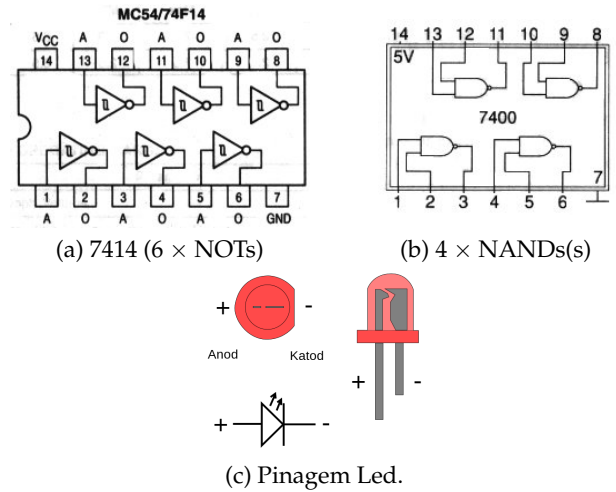 MC54/74F14
VCC A O A O A O
14 13 12 11 10 9 8
1 2 3 4 5 6 7
A O A O A O GND
(a) 7414 (6 × NOTs)
14 13 12 11 10 9 8
5V
7400
7
1 2 3 4 5 6
(b) 4 × NANDs(s)
+ -
Anod Katod
+ -
+ -
(c) Pinagem Led.